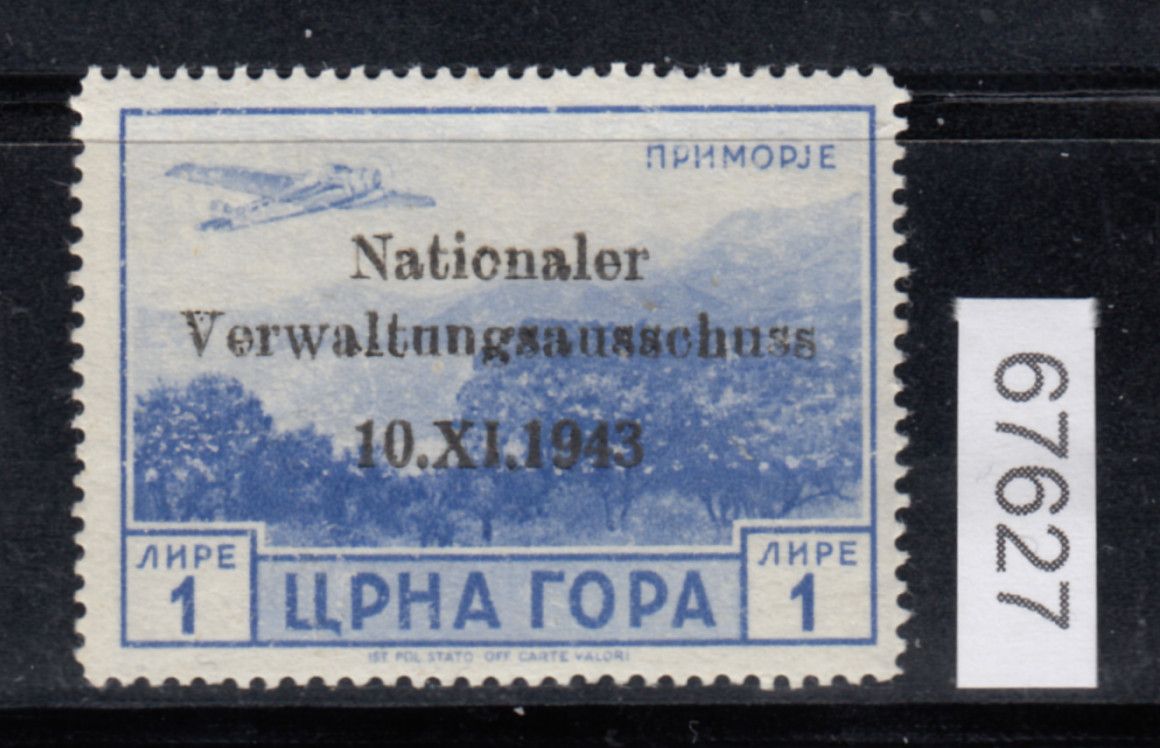 ПРИМОРЈЕ
Nationaler
Verwaltungsausschuss
10.XI.1943
ЛИРЕ
1
ЦРНА ГОРА
ЛИРЕ
1
IST. POL. STATO OFF. CARTE VALORI
67627